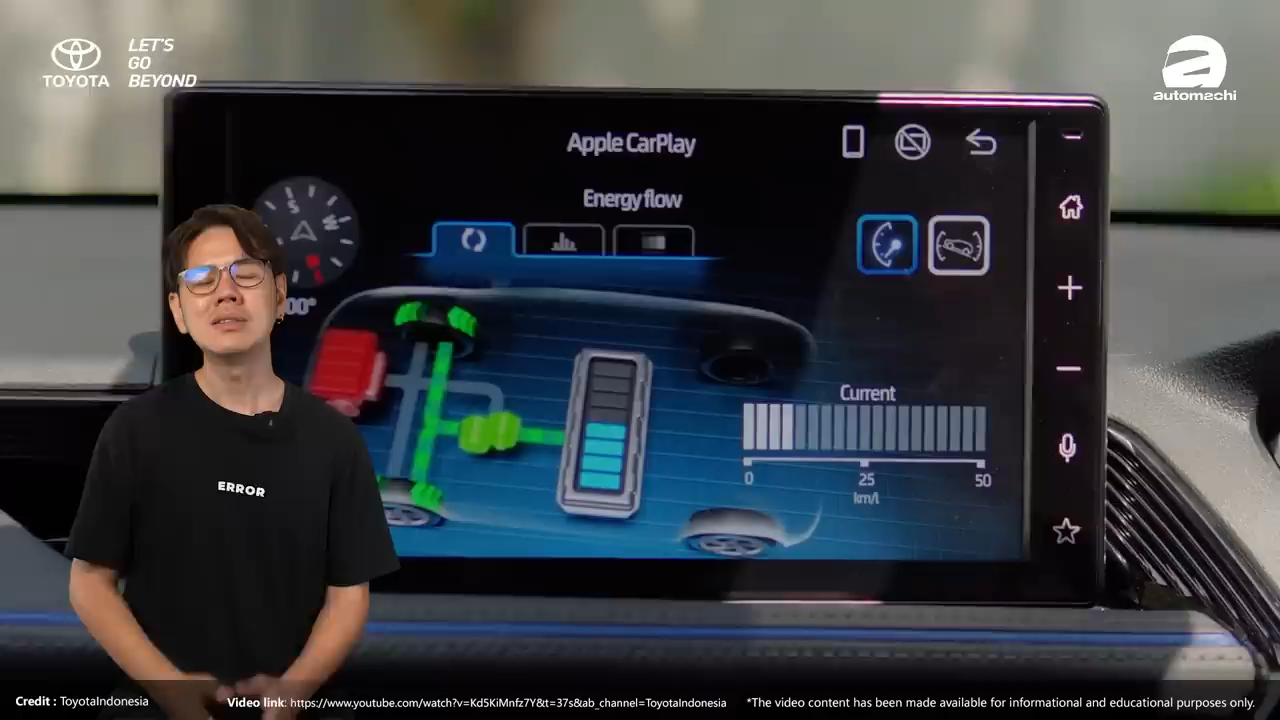 TOYOTA
LET'S
GO
BEYOND
automachi
Apple CarPlay
Energy flow
S
W
00°
Current
0 25 50
km/l
ERROR
Credit : ToyotaIndonesia
Video link: https://www.youtube.com/watch?v=Kd5KiMnfz7Y&t=37s&ab_channel=ToyotaIndonesia
*The video content has been made available for informational and educational purposes only.